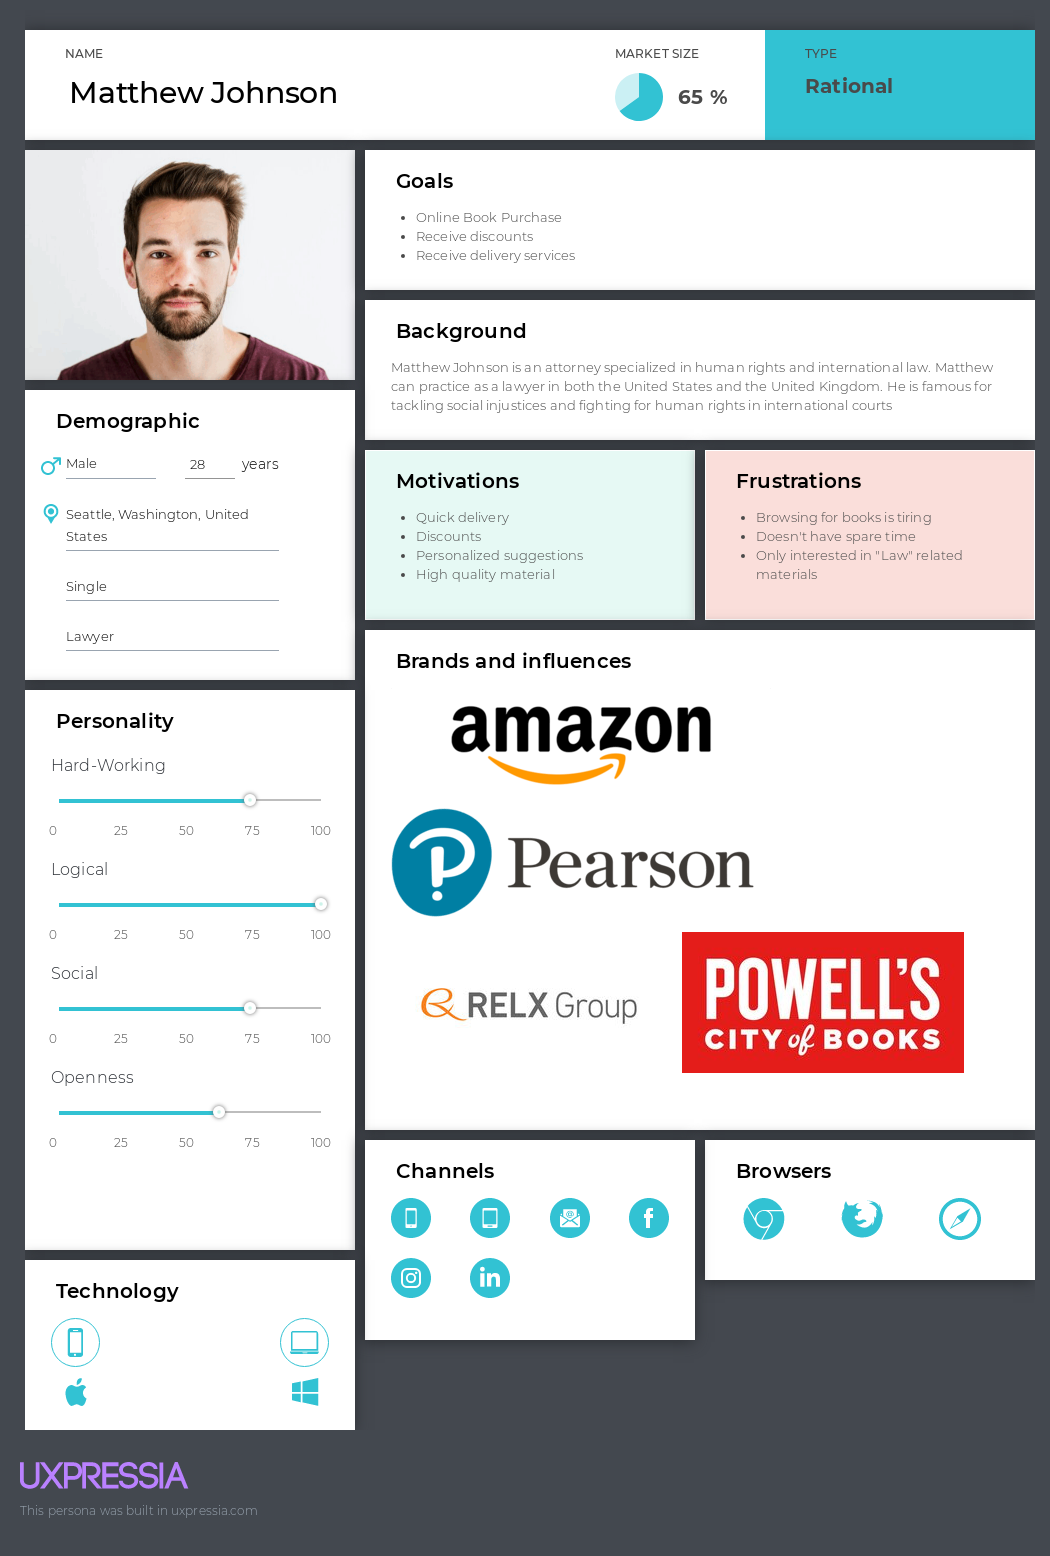 NAME
Matthew Johnson
MARKET SIZE
65 %
TYPE
Rational
Goals
Online Book Purchase
Receive discounts
Receive delivery services
Background
Matthew Johnson is an attorney specialized in human rights and international law. Matthew
can practice as a lawyer in both the United States and the United Kingdom. He is famous for
tackling social injustices and fighting for human rights in international courts
Demographic
Male
28 years
Seattle, Washington, United
States
Single
Lawyer
Motivations
Quick delivery
Discounts
Personalized suggestions
High quality material
Frustrations
Browsing for books is tiring
Doesn't have spare time
Only interested in "Law" related
materials
Personality
Hard-Working
0 25 50 75 100
Logical
0 25 50 75 100
Social
0 25 50 75 100
Openness
0 25 50 75 100
Brands and influences
amazon
P Pearson
RELX Group
POWELL'S
CITY of BOOKS
Technology
Channels
@
f
in
Browsers
UXPRESSIA
This persona was built in uxpressia.com